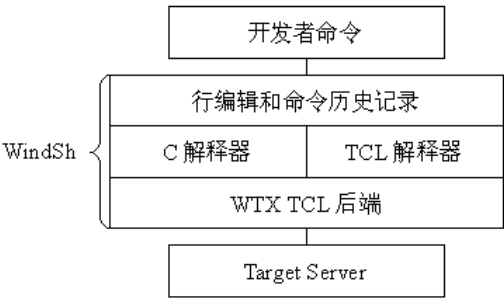 开发者命令
行编辑和命令历史记录
WindSh
C 解释器
TCL 解释器
WTX TCL 后端
Target Server